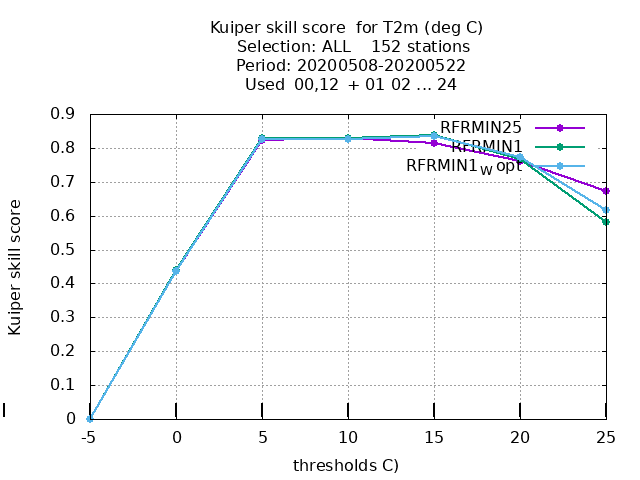 Kuiper skill score  for T2m (deg C)
Selection: ALL    152 stations
Period: 20200508-20200522
Used  00,12  + 01 02 ... 24
RFRMIN25
RFRMIN1
RFRMIN1W opt
0.9
0.8
0.7
0.6
0.5
0.4
0.3
0.2
0.1
0
Kuiper skill score
-5 0 5 10 15 20 25
thresholds C)